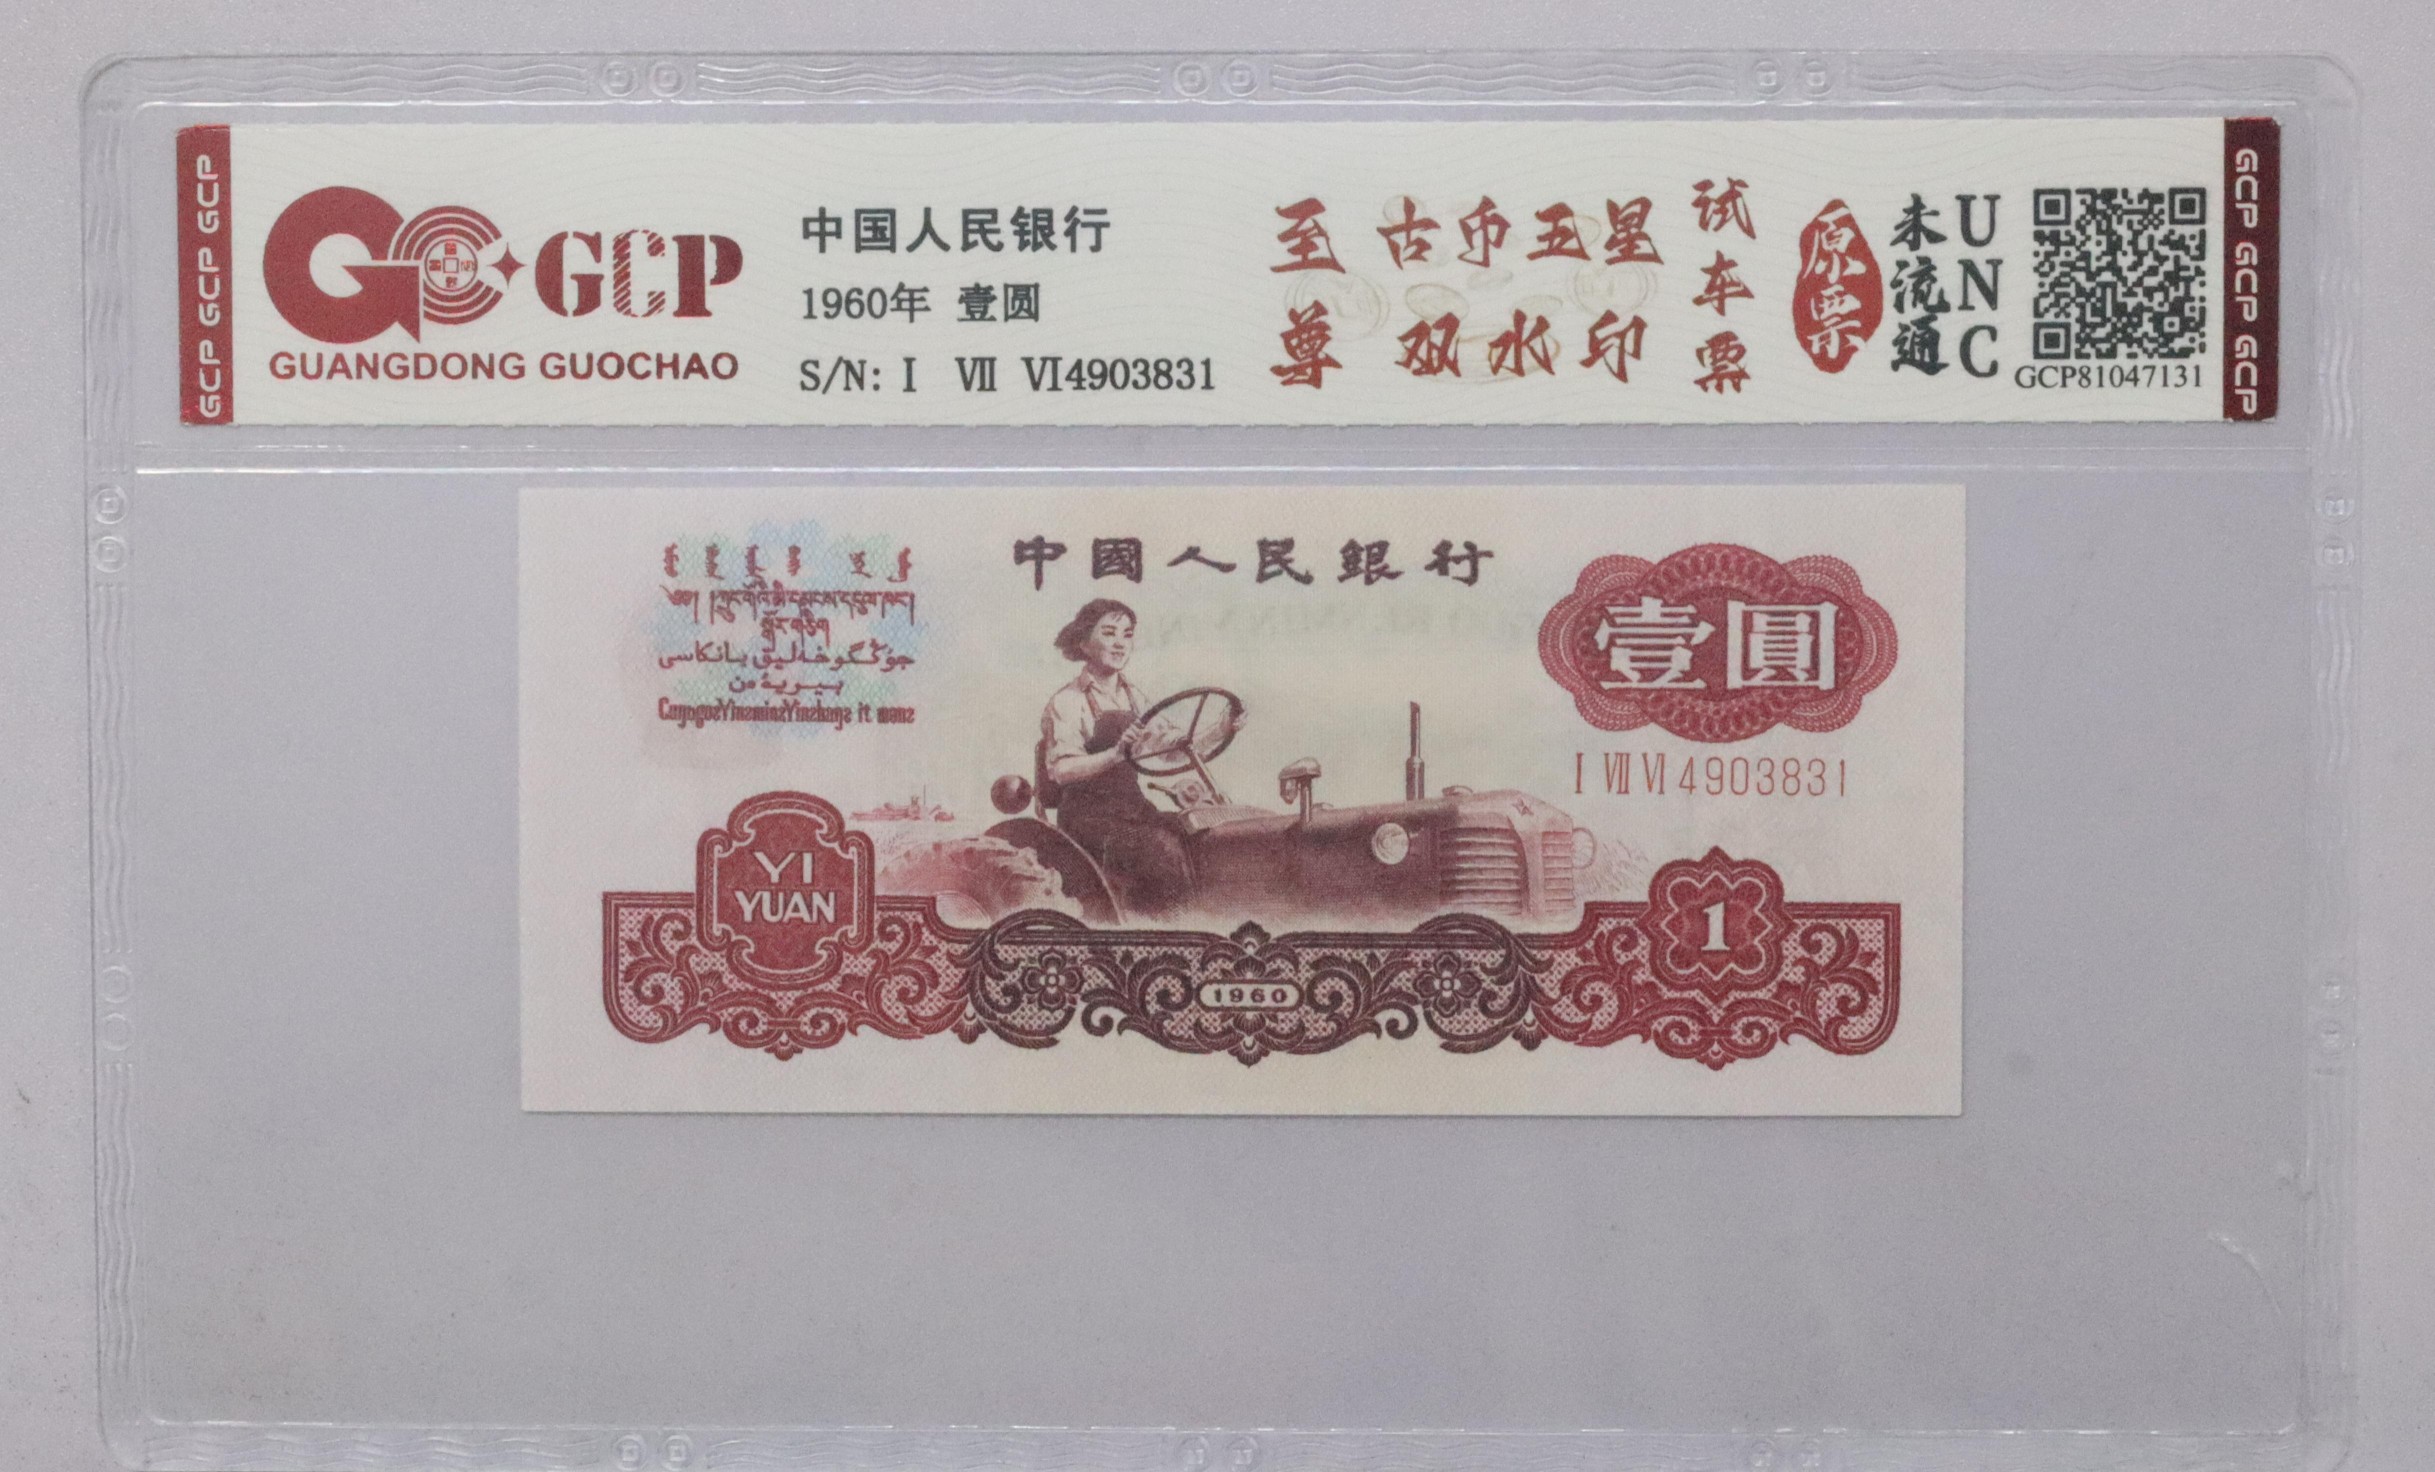 GCP GCP GCP
GCP
GUANGDONG GUOCHAO
中国人民银行
1960年 壹圆
S/N: I VII VI4903831
至尊
古币五星
双水印
试车票
原票
未流通
UNC
GCP81047131
GCP GCP GCP
中國人民銀行
壹圓
I VII VI 4903831
YI
YUAN
1960
1